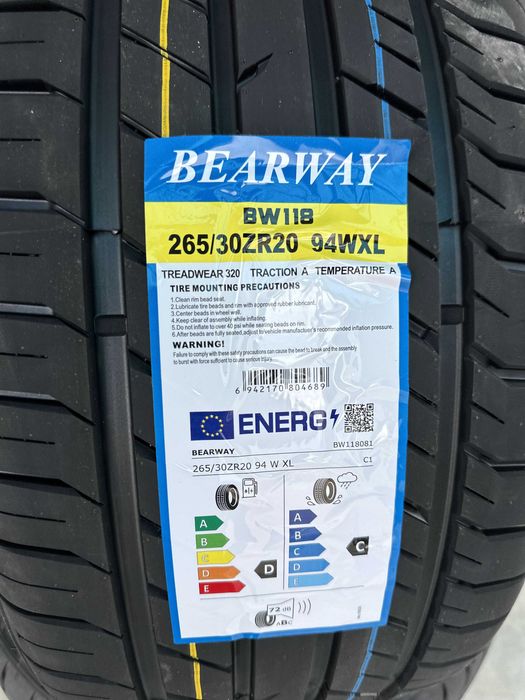 BEARWAY
BW118
265/30ZR20 94WXL
TREADWEAR 320 TRACTION A TEMPERATURE A
TIRE MOUNTING PRECAUTIONS
1.Clean rim bead seat.
2.Lubricate tire beads and rim with approved rubber lubricant.
3.Center beads in wheel wall.
4.Keep clear of assembly while inflating.
5.Do not inflate to over 40 psi while searing beads on rim.
6.After beads are fully seated,adjust to vehicle manufacturer's recommended inflation pressure.
WARNING!
Failure to comply with these safety precautions can cause the bead to break and the assembly
to burst with force sufficient to cause serious injury.
6 942170 804689
ENERG
BEARWAY BW118081
265/30ZR20 94 W XL C1
A A
B B
C C C
D D D
E E
72 dB
ABC